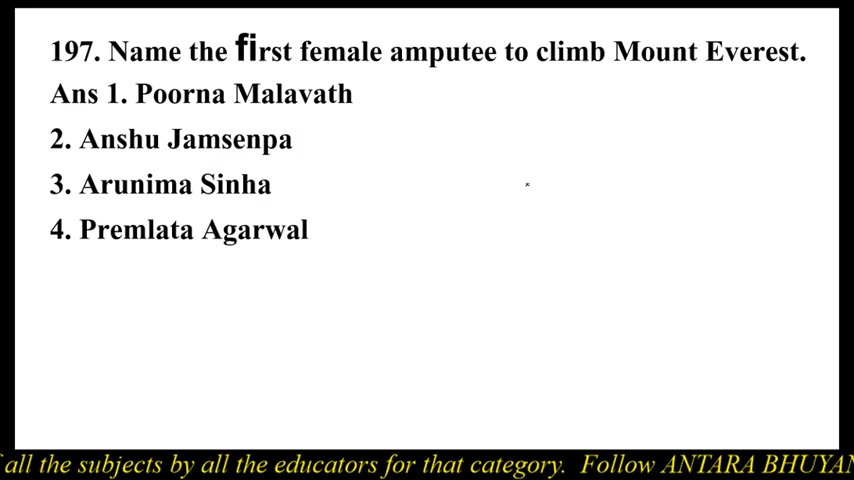 197. Name the first female amputee to climb Mount Everest.
Ans 1. Poorna Malavath
2. Anshu Jamsenpa
3. Arunima Sinha
4. Premlata Agarwal
all the subjects by all the educators for that category. Follow ANTARA BHUYAN